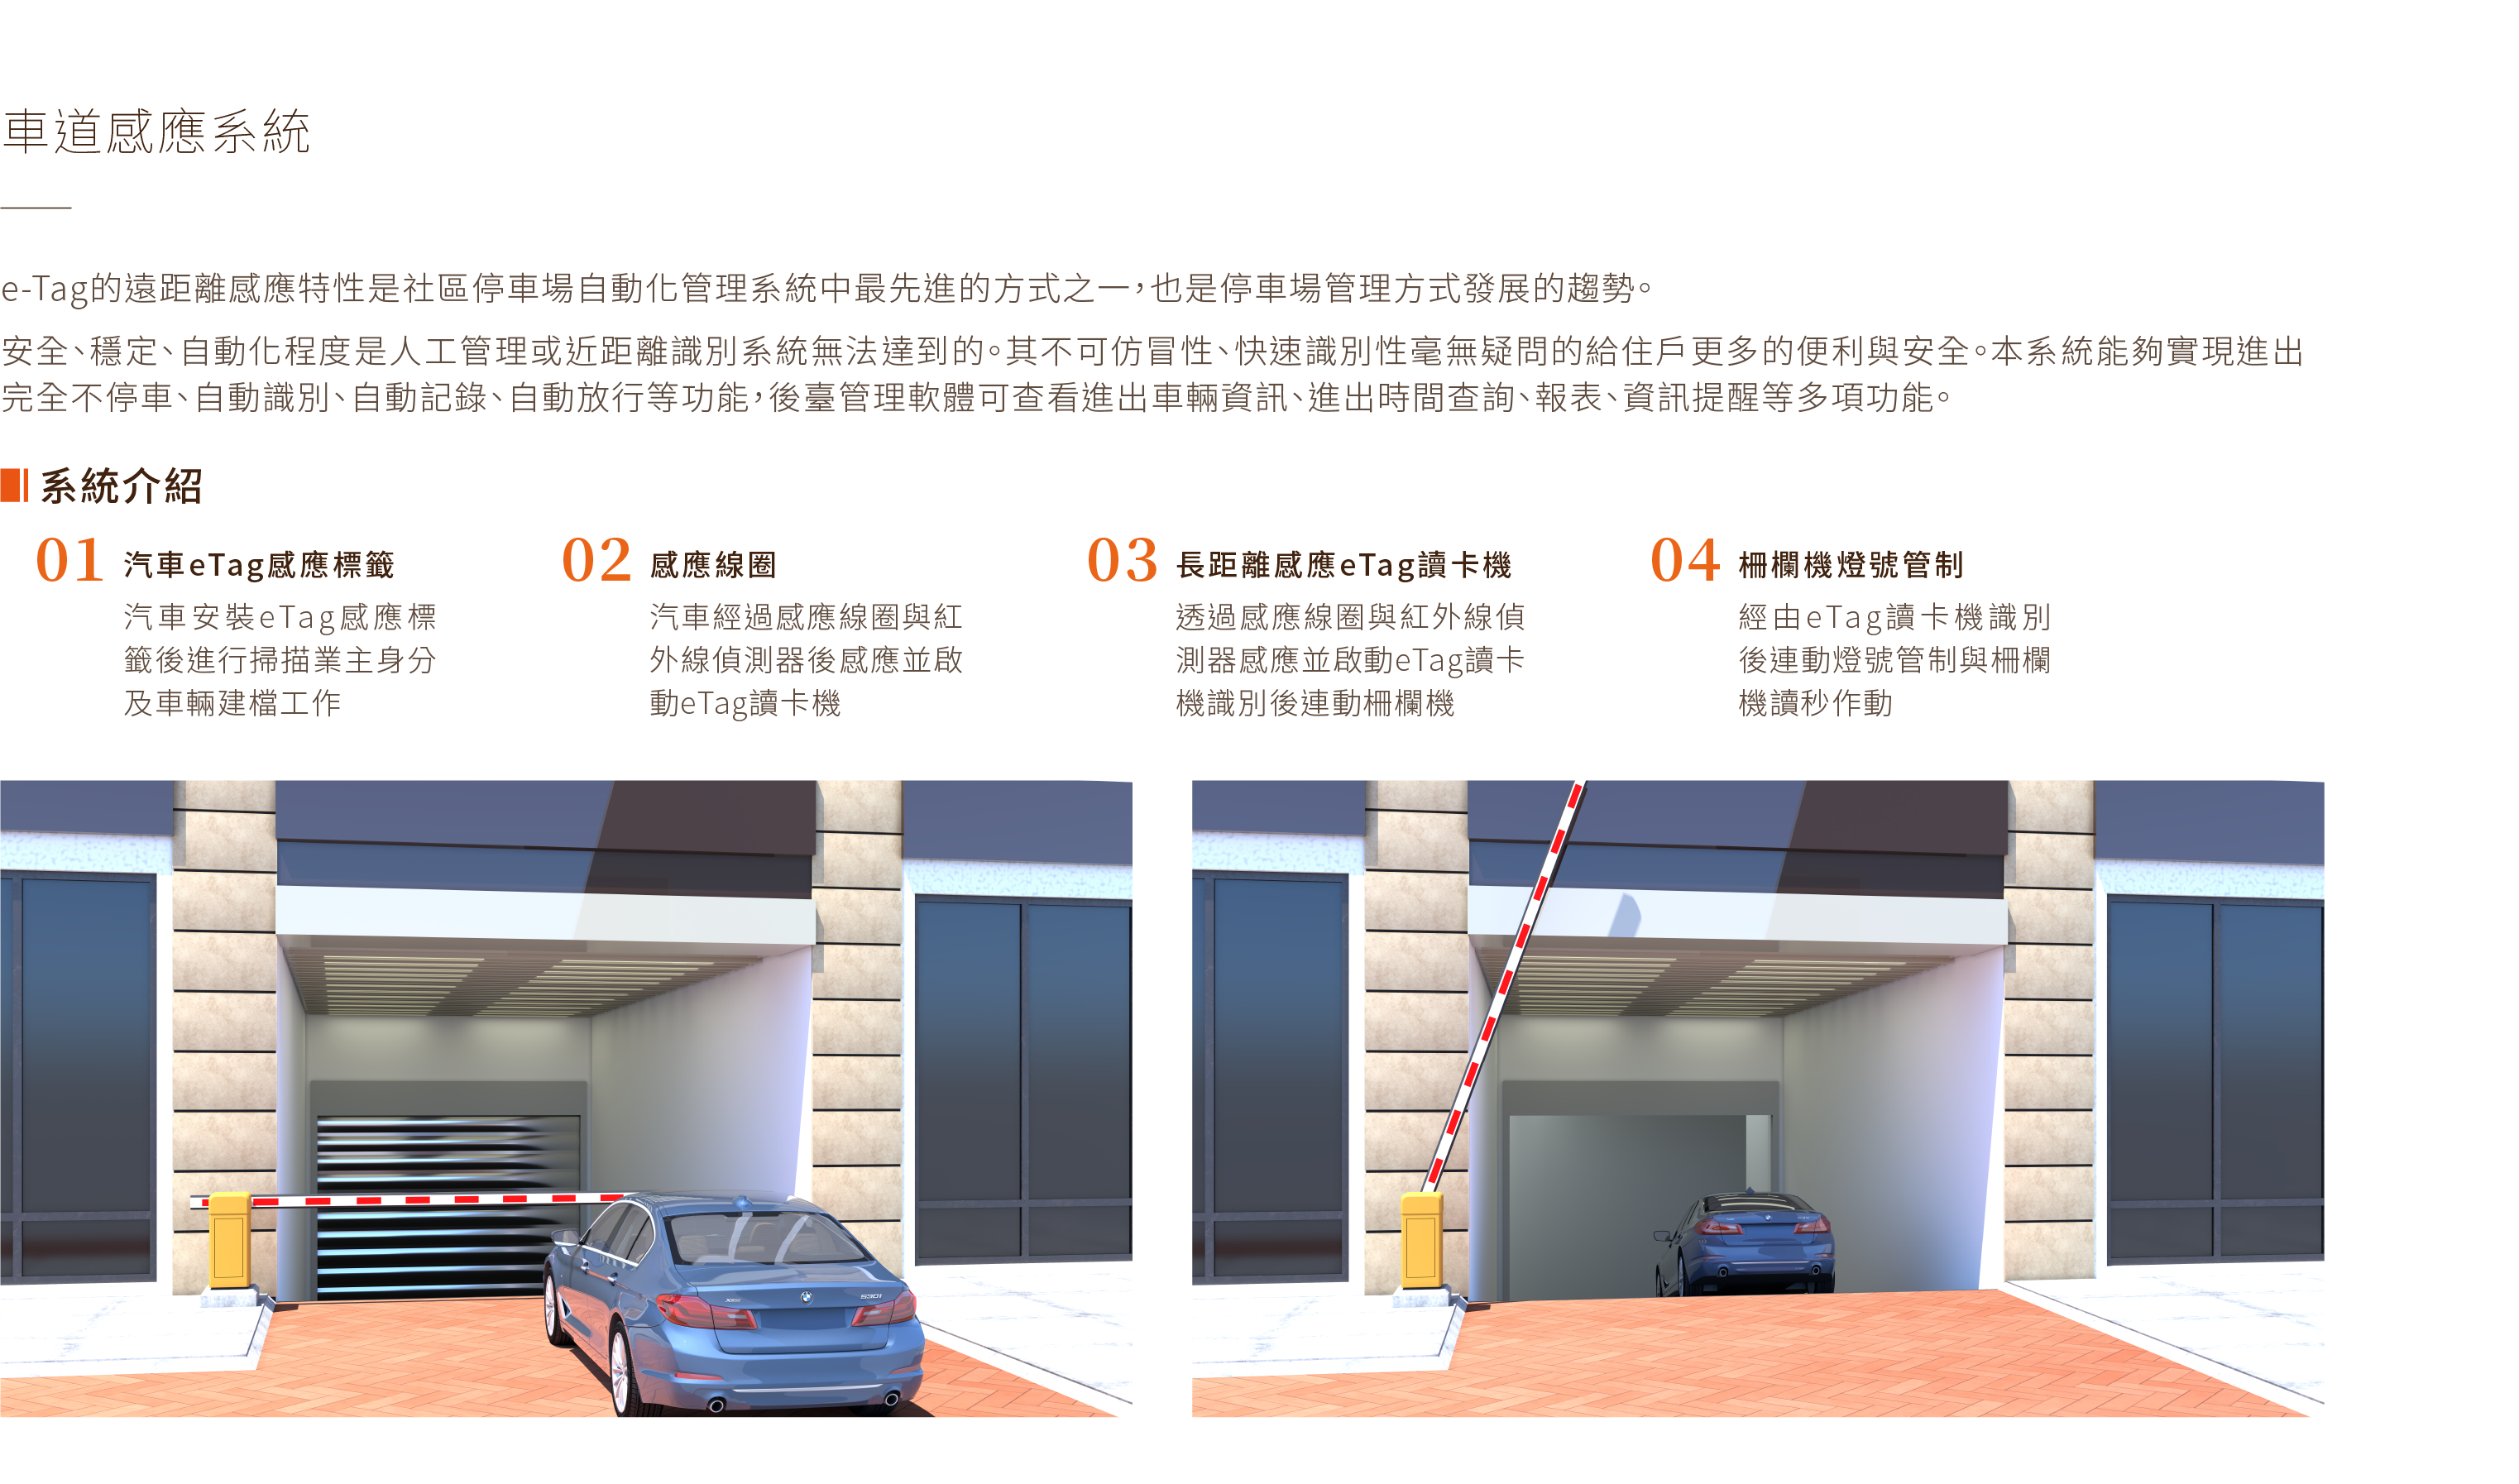 車道感應系統
e-Tag的遠距離感應特性是社區停車場自動化管理系統中最先進的方式之一，也是停車場管理方式發展的趨勢。
安全、穩定、自動化程度是人工管理或近距離識別系統無法達到的。其不可仿冒性、快速識別性毫無疑問的給住戶更多的便利與安全。本系統能夠實現進出
完全不停車、自動識別、自動記錄、自動放行等功能，後臺管理軟體可查看進出車輛資訊、進出時間查詢、報表、資訊提醒等多項功能。
系統介紹
01 汽車eTag感應標籤
汽車安裝eTag感應標
籤後進行掃描業主身分
及車輛建檔工作
02 感應線圈
汽車經過感應線圈與紅
外線偵測器後感應並啟
動eTag讀卡機
03 長距離感應eTag讀卡機
透過感應線圈與紅外線偵
測器感應並啟動eTag讀卡
機識別後連動柵欄機
04 柵欄機燈號管制
經由eTag讀卡機識別
後連動燈號管制與柵欄
機讀秒作動
530i